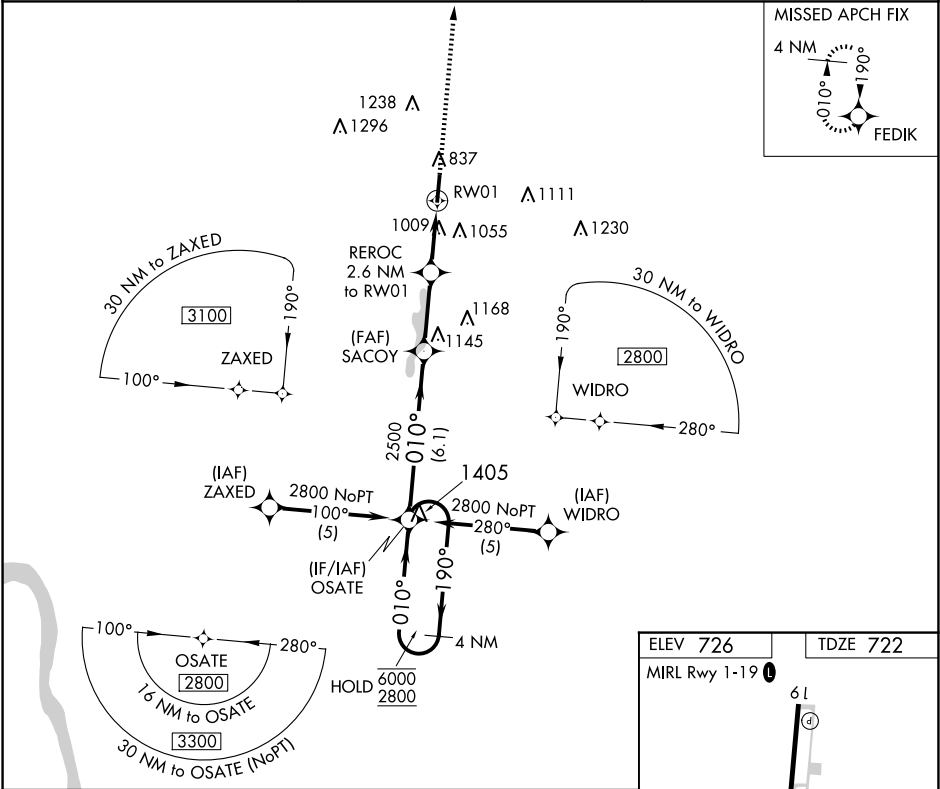 MISSED APCH FIX
4 NM
190°
010°
FEDIK
1238
1296
837
RW01
1111
1009
1055
1230
REROC
2.6 NM
to RW01
30 NM to ZAXED
190°
3100
ZAXED
100°
30 NM to WIDRO
190°
2800
WIDRO
280°
1168
1145
(FAF)
SACOY
2500
010°
(6.1)
(IAF)
ZAXED
2800 NoPT
100°
(5)
1405
2800 NoPT
280°
(5)
(IAF)
WIDRO
(IF/IAF)
OSATE
010°
190°
4 NM
HOLD 6000
2800
100°
280°
OSATE
2800
16 NM to OSATE
3300
30 NM to OSATE (NoPT)
ELEV 726
TDZE 722
MIRL Rwy 1-19 L
19
P